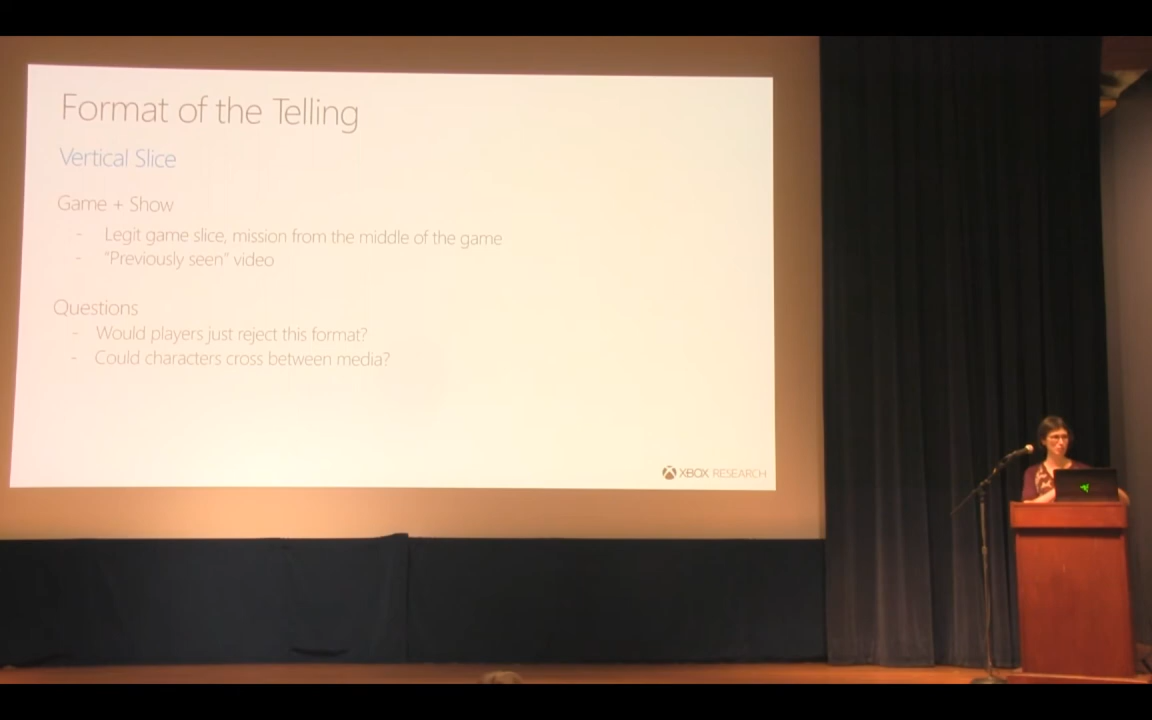 Format of the Telling
Vertical Slice
Game + Show
- Legit game slice, mission from the middle of the game
- "Previously seen" video
Questions
- Would players just reject this format?
- Could characters cross between media?
XBOX RESEARCH